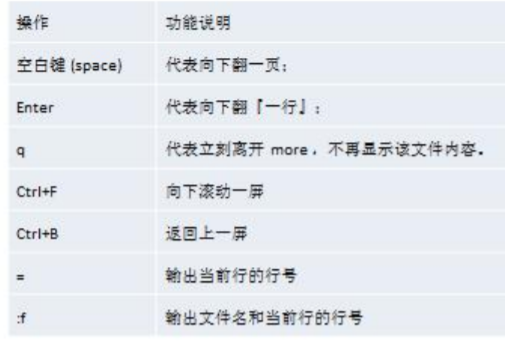 操作 功能说明
空白键 (space) 代表向下翻一页;
Enter 代表向下翻『一行』;
q 代表立刻离开 more ，不再显示该文件内容。
Ctrl+F 向下滚动一屏
Ctrl+B 返回上一屏
= 输出当前行的行号
:f 输出文件名和当前行的行号